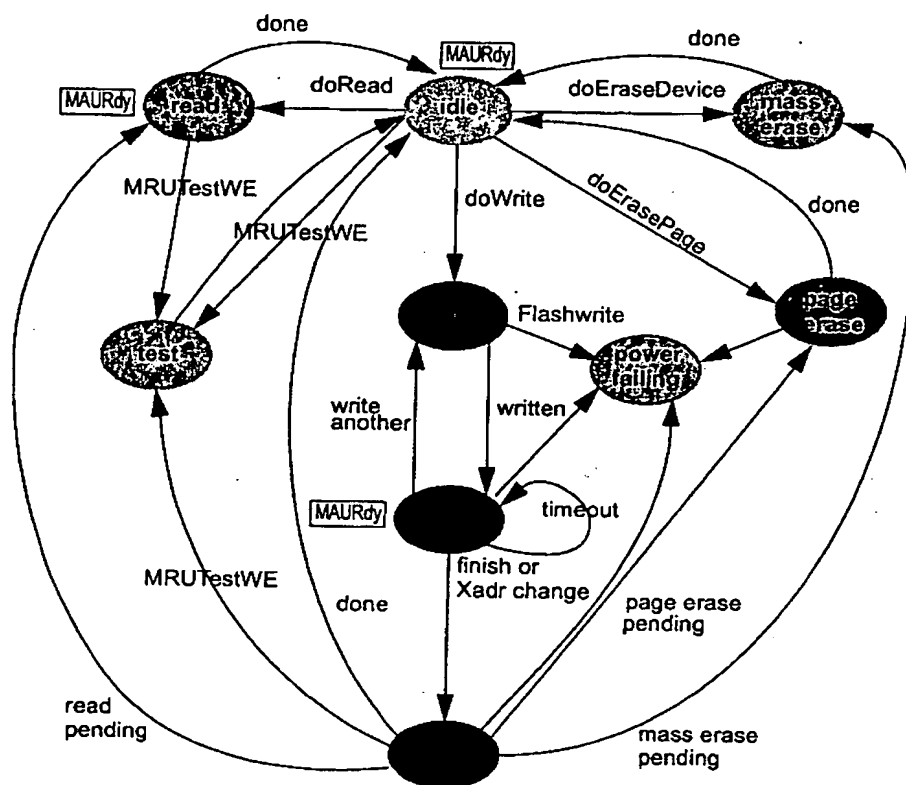 done
MAURdy
done
MAURdy
read
doRead
idle
doEraseDevice
mass
erase
MRUTestWE
MRUTestWE
doWrite
doErasePage
done
Flashwrite
page
erase
test
power
failing
write
another
written
MAURdy
timeout
MRUTestWE
done
finish or
Xadr change
page erase
pending
read
pending
mass erase
pending